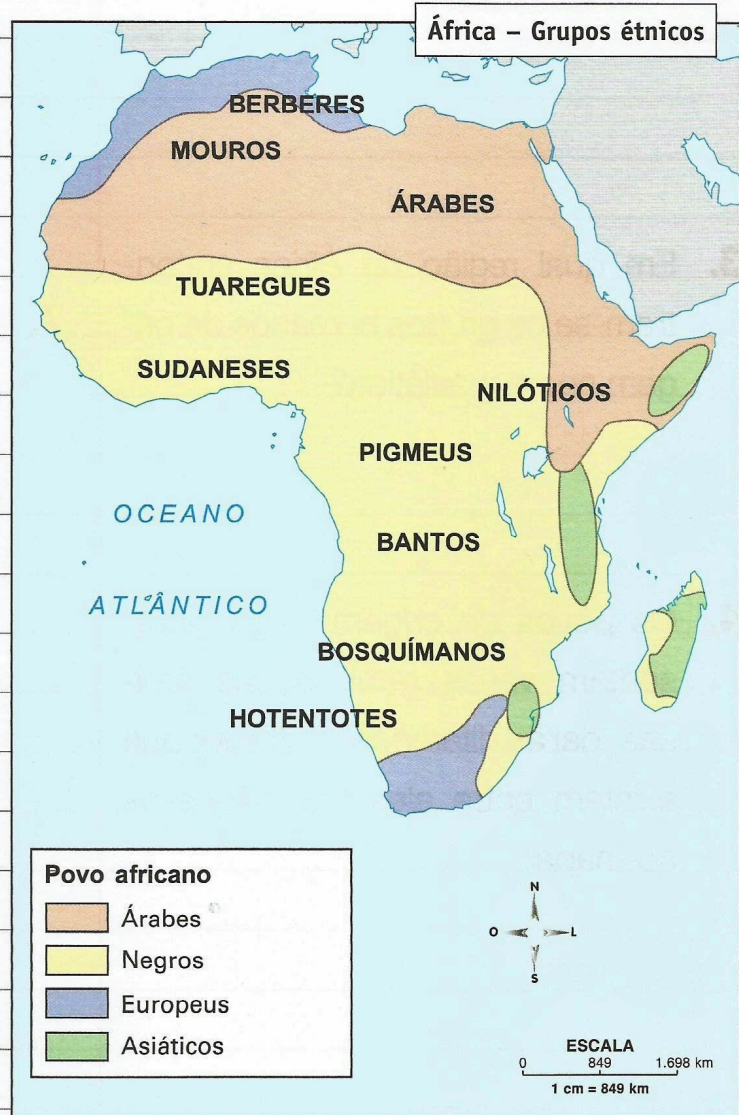 África – Grupos étnicos
BERBERES
MOUROS
ÁRABES
TUAREGUES
SUDANESES
NILÓTICOS
PIGMEUS
OCEANO
BANTOS
ATLÂNTICO
BOSQUÍMANOS
HOTENTOTES
Povo africano
Árabes
Negros
Europeus
Asiáticos
N
O L
S
ESCALA
0 849 1.698 km
1 cm = 849 km
3.